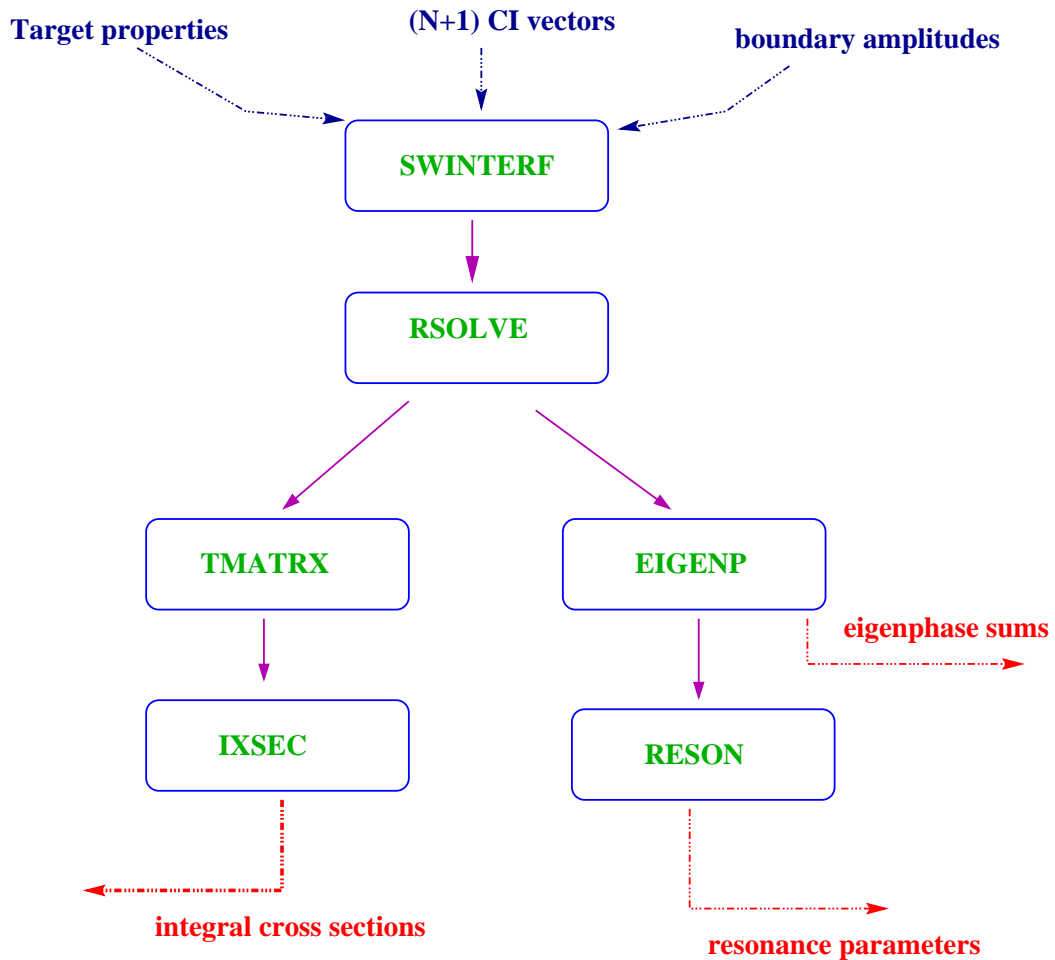 Target properties
(N+1) CI vectors
boundary amplitudes
SWINTERF
RSOLVE
TMATRX
EIGENP
eigenphase sums
IXSEC
RESON
integral cross sections
resonance parameters